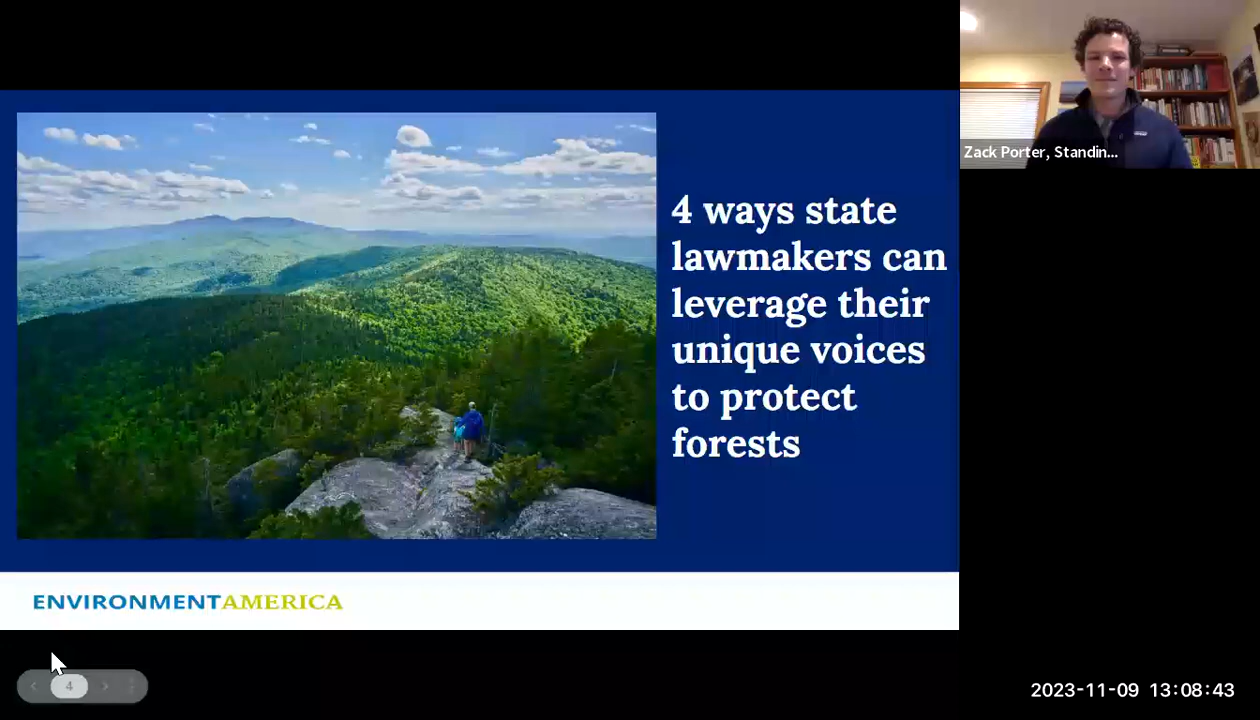 Zack Porter, Standin...
4 ways state
lawmakers can
leverage their
unique voices
to protect
forests
ENVIRONMENTAMERICA
4
2023-11-09 13:08:43